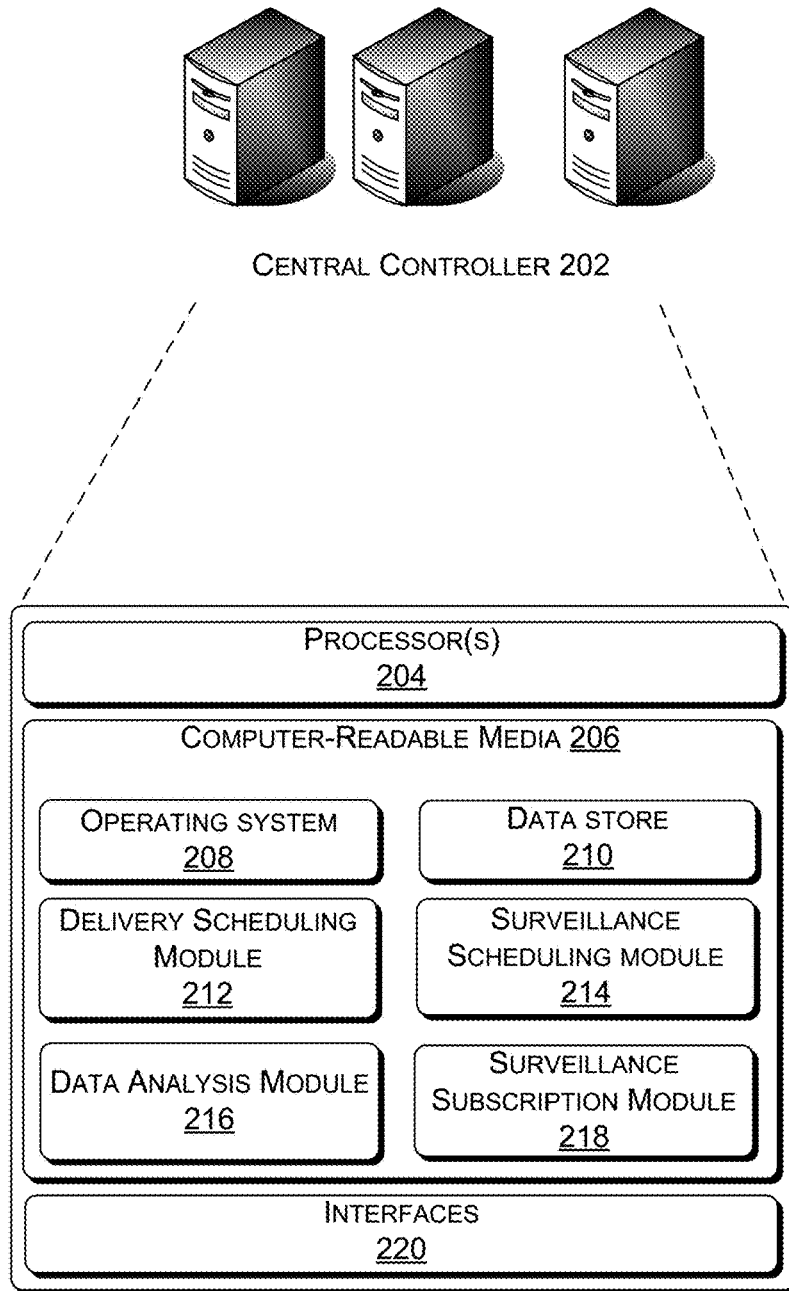 CENTRAL CONTROLLER 202
PROCESSOR(S)
204
COMPUTER-READABLE MEDIA 206
OPERATING SYSTEM
208
DATA STORE
210
DELIVERY SCHEDULING
MODULE
212
SURVEILLANCE
SCHEDULING MODULE
214
DATA ANALYSIS MODULE
216
SURVEILLANCE
SUBSCRIPTION MODULE
218
INTERFACES
220